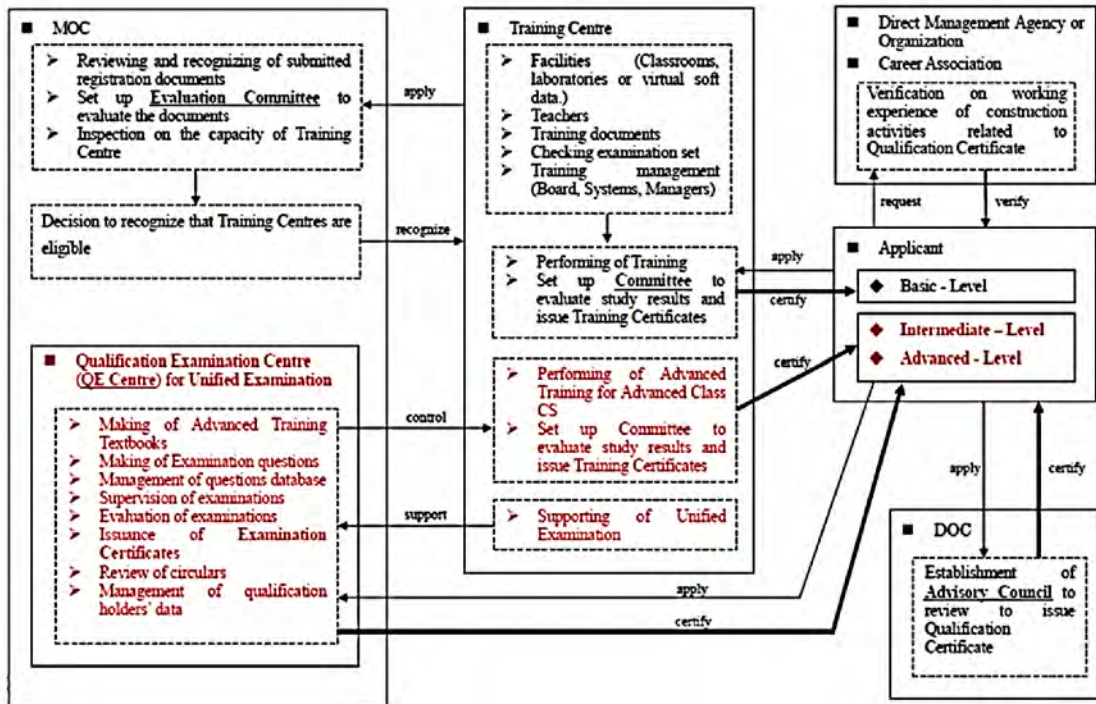 ■ MOC
➢ Reviewing and recognizing of submitted
registration documents
➢ Set up Evaluation Committee to
evaluate the documents
➢ Inspection on the capacity of Training
Centre
Decision to recognize that Training Centres are
eligible
■ Qualification Examination Centre
(QE Centre) for Unified Examination
➢ Making of Advanced Training
Textbooks
➢ Making of Examination questions
➢ Management of questions database
➢ Supervision of examinations
➢ Evaluation of examinations
➢ Issuance of Examination
Certificates
➢ Review of circulars
➢ Management of qualification
holders' data
apply
recognize
control
support
■ Training Centre
➢ Facilities (Classrooms,
laboratories or virtual soft
data.)
➢ Teachers
➢ Training documents
➢ Checking examination set
➢ Training management
(Board, Systems, Managers)
➢ Performing of Training
➢ Set up Committee to
evaluate study results and
issue Training Certificates
➢ Performing of Advanced
Training for Advanced Class
CS
➢ Set up Committee to
evaluate study results and
issue Training Certificates
➢ Supporting of Unified
Examination
apply
certify
certify
apply
certify
■ Direct Management Agency or
Organization
■ Career Association
Verification on working
experience of construction
activities related to
Qualification Certificate
request
verify
■ Applicant
◆ Basic - Level
◆ Intermediate – Level
◆ Advanced - Level
apply
certify
■ DOC
Establishment of
Advisory Council to
review to issue
Qualification
Certificate